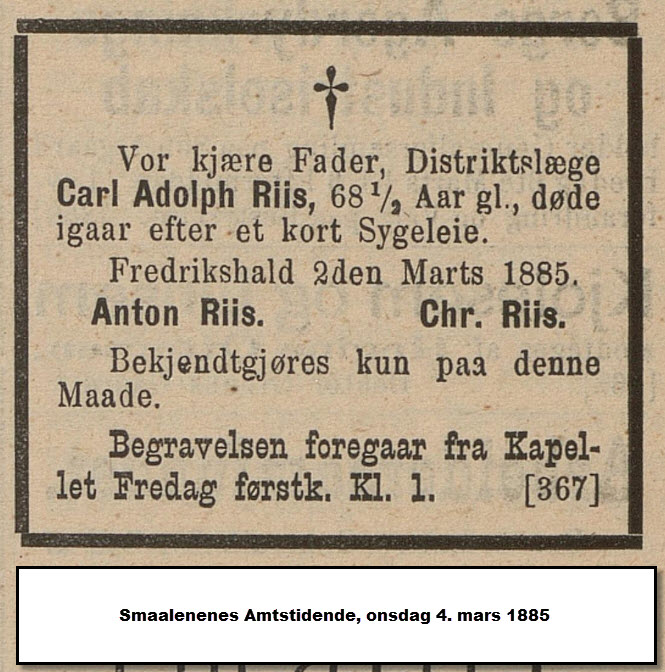 Vor kjære Fader, Distriktslæge
Carl Adolph Riis, 68 1/2 Aar gl., døde
igaar efter et kort Sygeleie.
Fredrikshald 2den Marts 1885.
Anton Riis. Chr. Riis.
Bekjendtgjøres kun paa denne
Maade.
Begravelsen foregaar fra Kapel-
let Fredag førstk. Kl. 1. [367]
Smaalenenes Amtstidende, onsdag 4. mars 1885